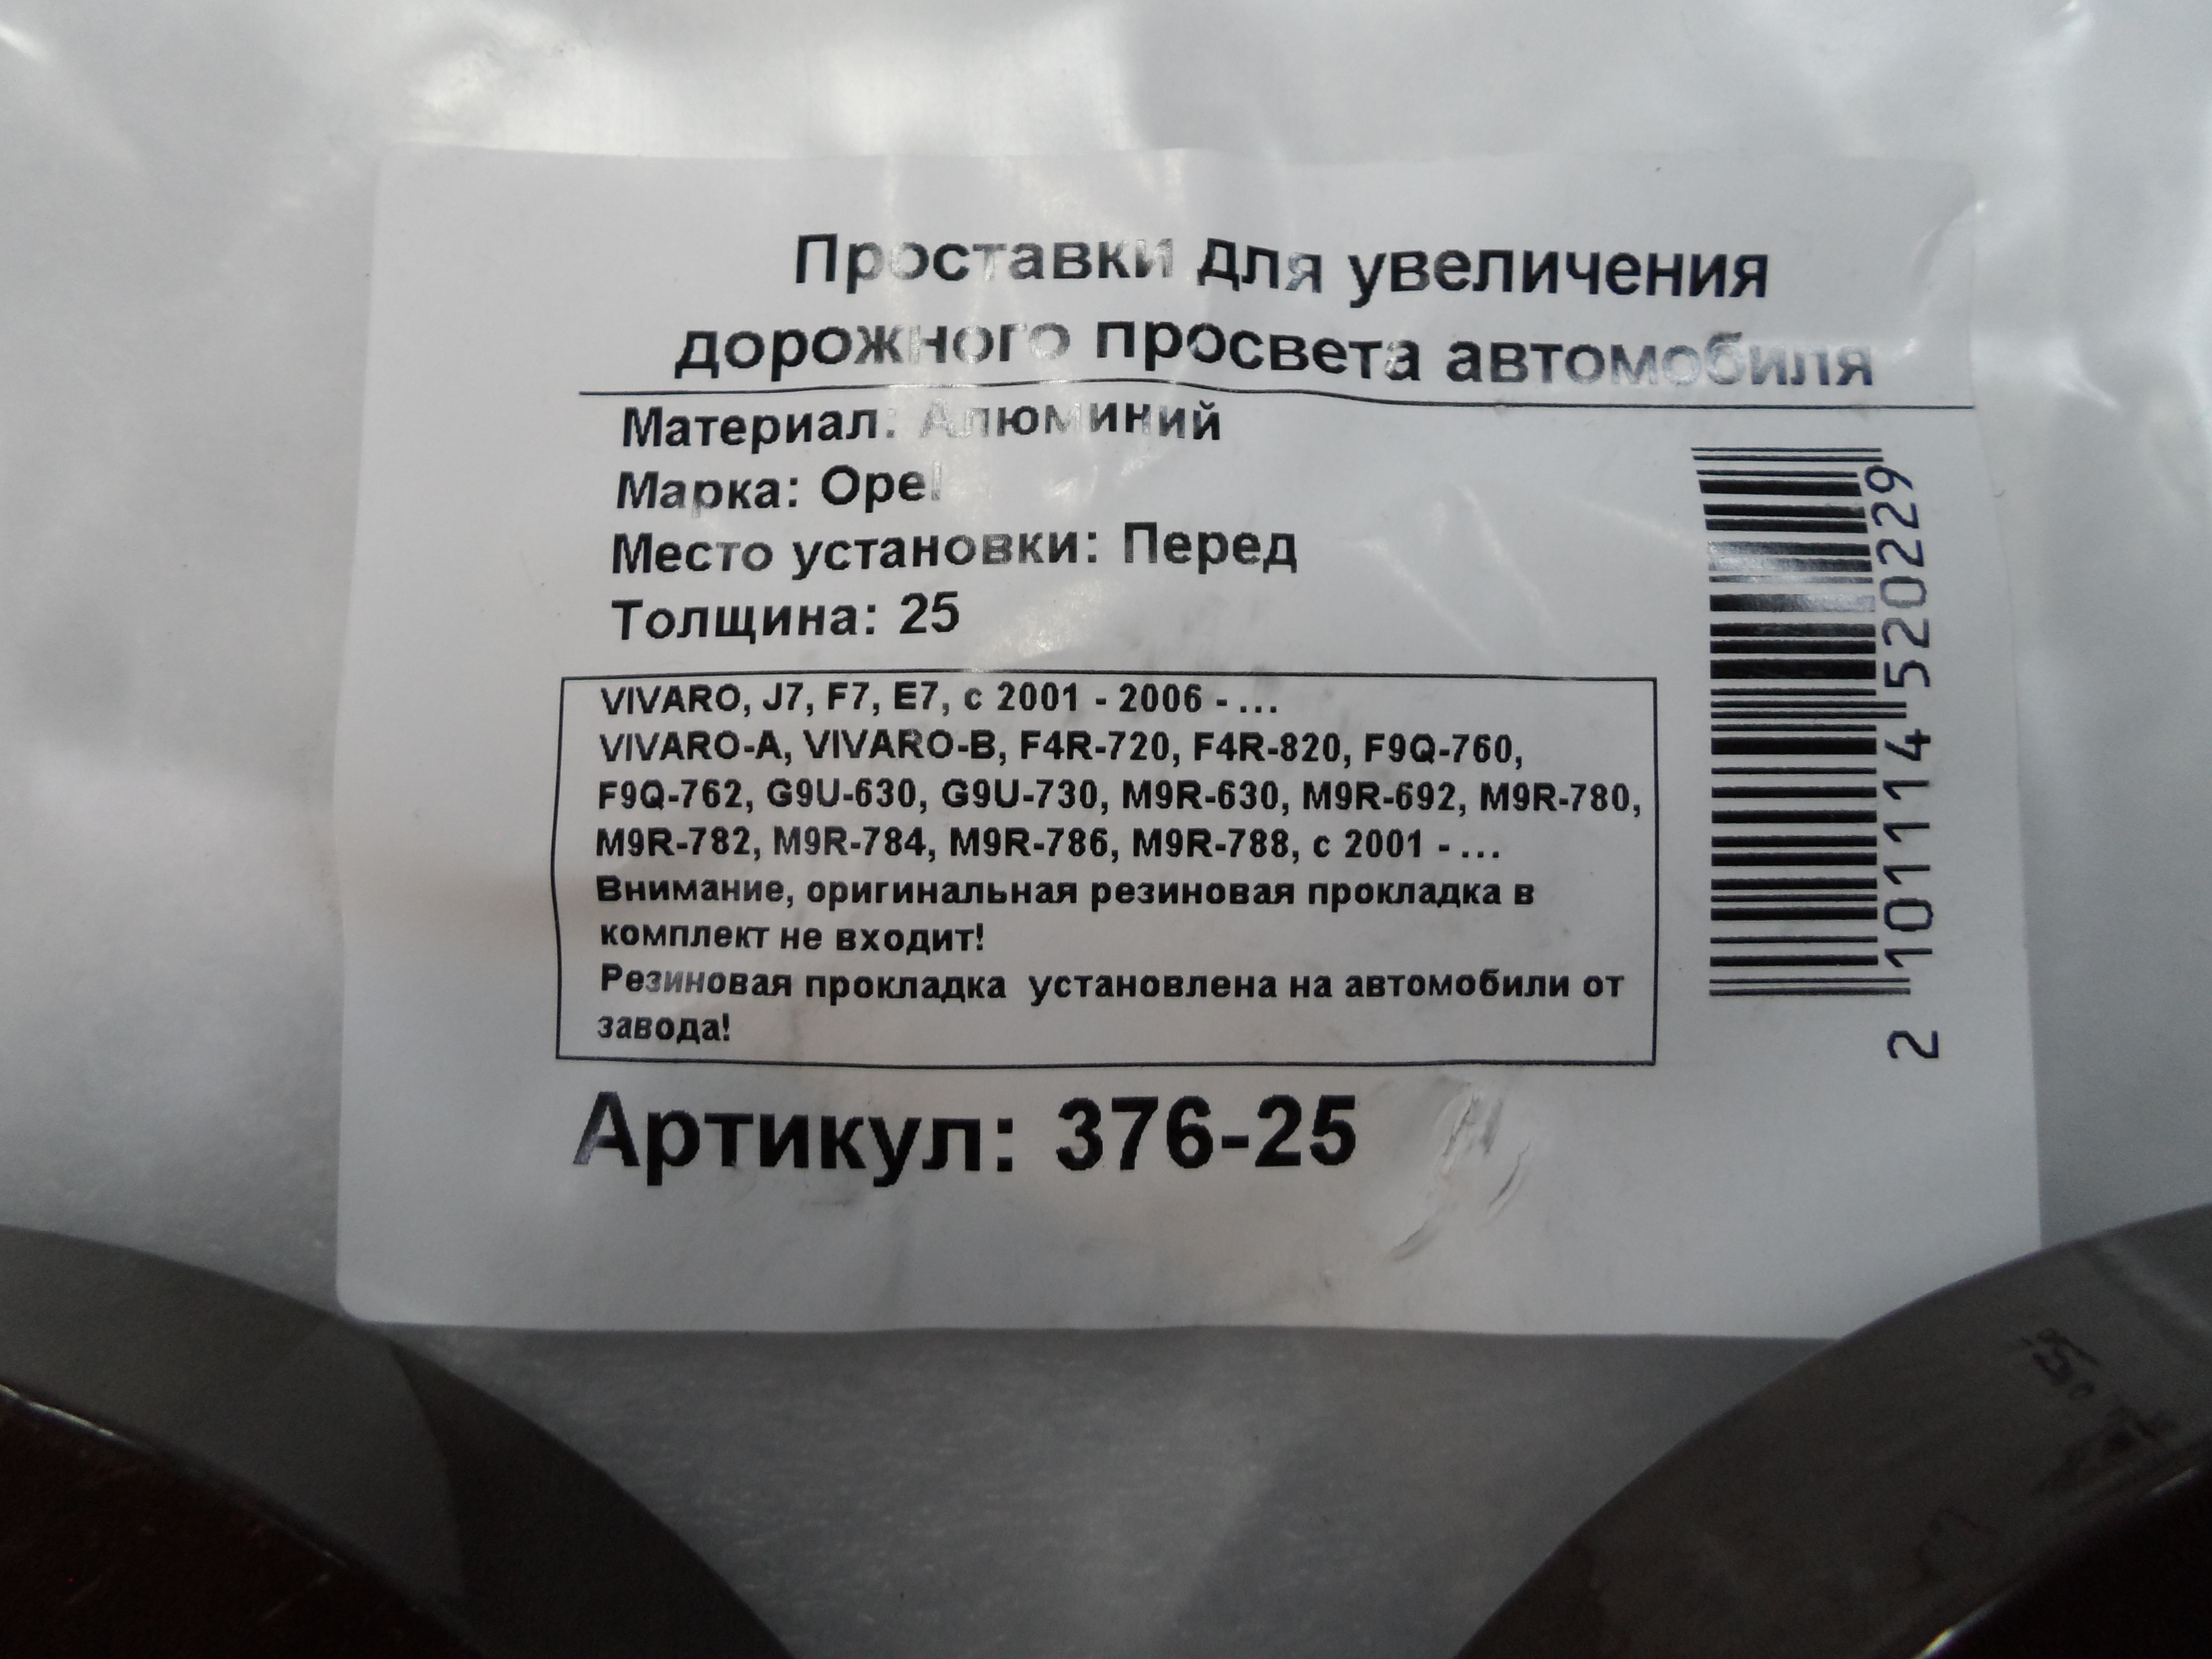 Проставки для увеличения
дорожного просвета автомобиля
Материал: Алюминий
Марка: Opel
Место установки: Перед
Толщина: 25
VIVARO, J7, F7, E7, с 2001 - 2006 - ...
VIVARO-A, VIVARO-B, F4R-720, F4R-820, F9Q-760,
F9Q-762, G9U-630, G9U-730, M9R-630, M9R-692, M9R-780,
M9R-782, M9R-784, M9R-786, M9R-788, с 2001 - ...
Внимание, оригинальная резиновая прокладка в
комплект не входит!
Резиновая прокладка установлена на автомобили от
завода!
Артикул: 376-25
2 101114 520229